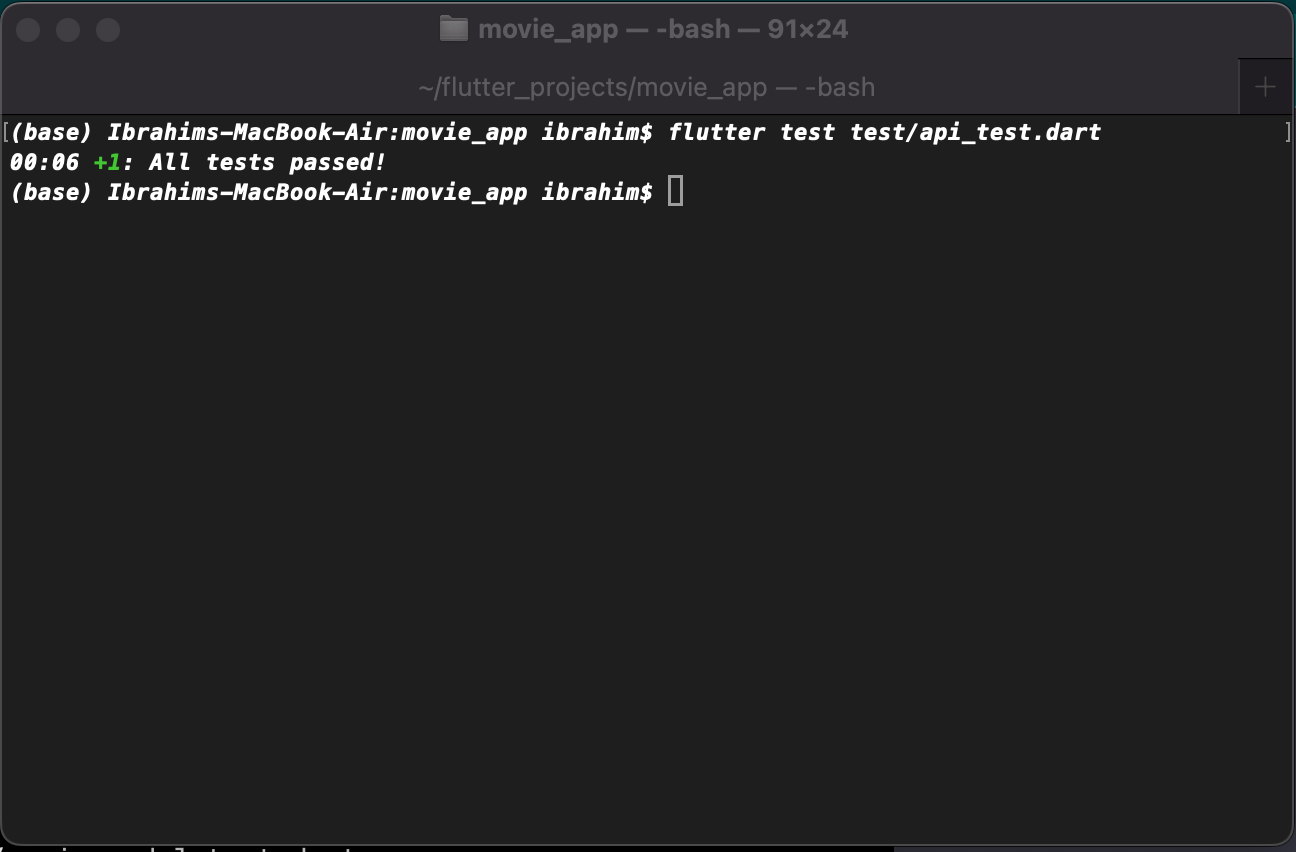 movie_app — -bash — 91×24
~/flutter_projects/movie_app — -bash
+
[(base) Ibrahims-MacBook-Air:movie_app ibrahim$ flutter test test/api_test.dart ]
00:06 +1: All tests passed!
(base) Ibrahims-MacBook-Air:movie_app ibrahim$